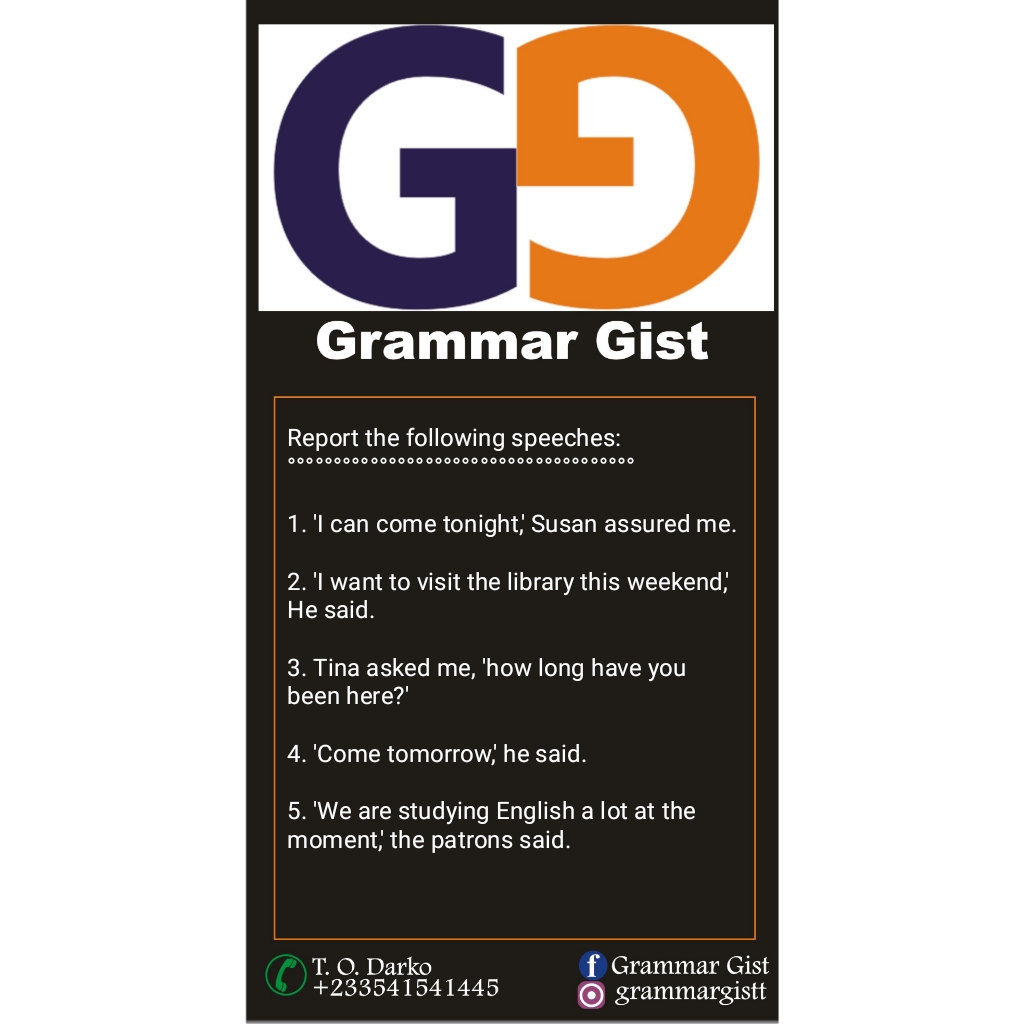 GG
Grammar Gist
Report the following speeches:
1. 'I can come tonight,' Susan assured me.
2. 'I want to visit the library this weekend,'
He said.
3. Tina asked me, 'how long have you
been here?'
4. 'Come tomorrow,' he said.
5. 'We are studying English a lot at the
moment,' the patrons said.
T. O. Darko
+233541541445
f Grammar Gist
grammargistt